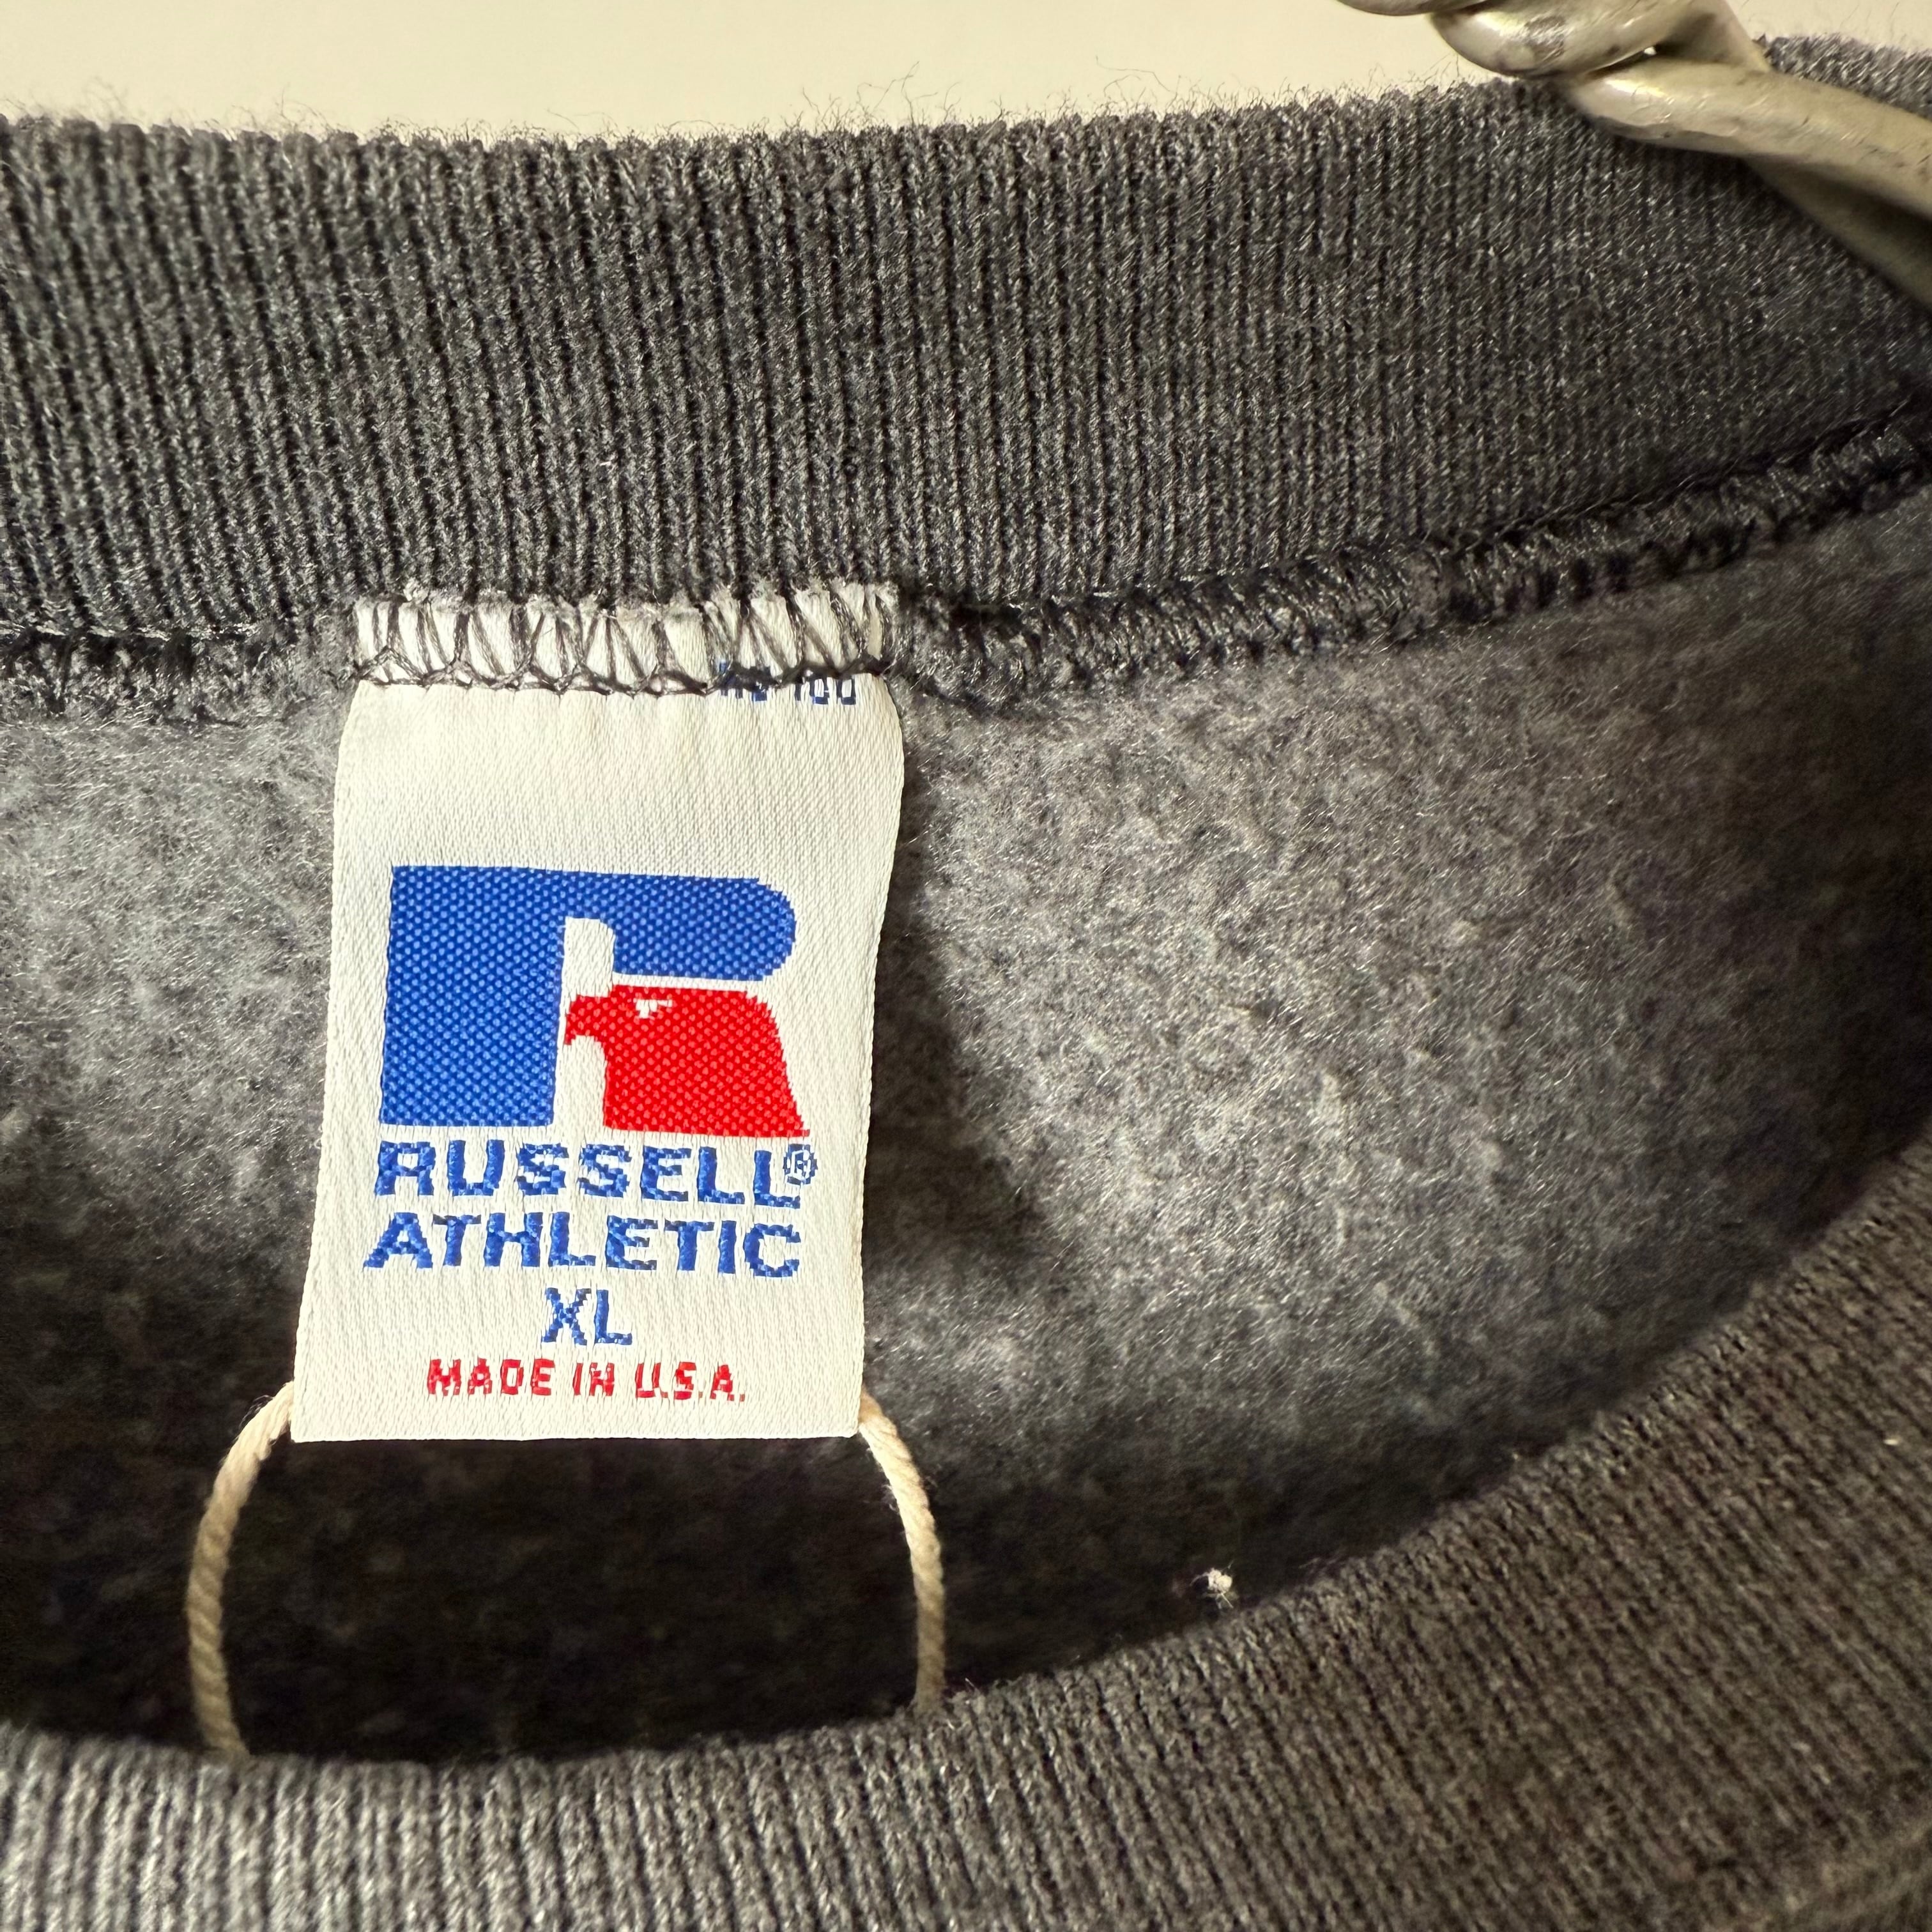 RUSSELL®
ATHLETIC
XL
MADE IN U.S.A.